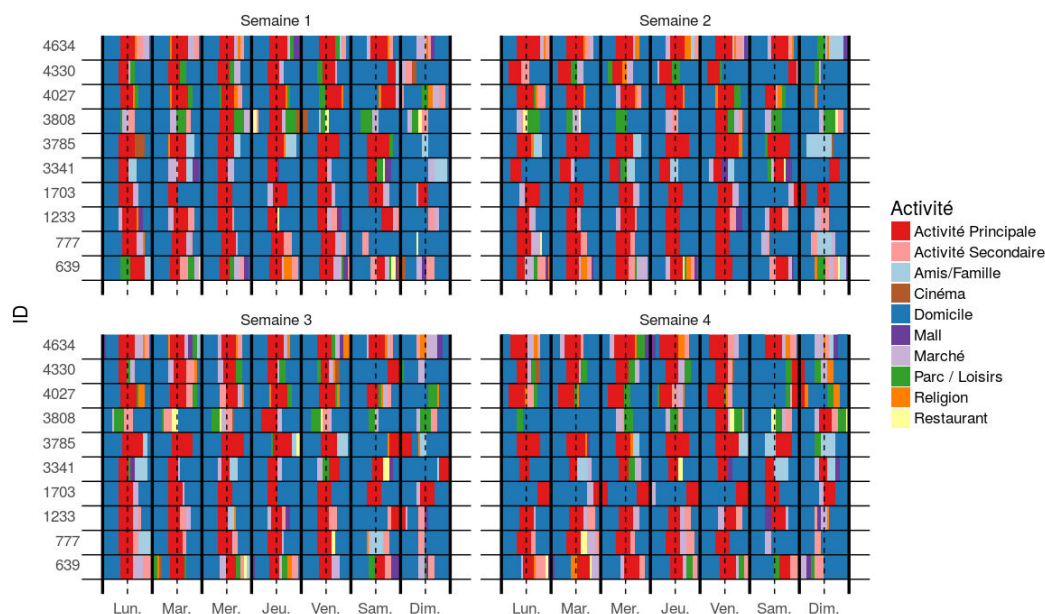 Semaine 1
Semaine 2
4634
4330
4027
3808
3785
3341
1703
1233
777
639
ID
Semaine 3
Semaine 4
4634
4330
4027
3808
3785
3341
1703
1233
777
639
Lun. Mar. Mer. Jeu. Ven. Sam. Dim.
Lun. Mar. Mer. Jeu. Ven. Sam. Dim.
Activité
Activité Principale
Activité Secondaire
Amis/Famille
Cinéma
Domicile
Mall
Marché
Parc / Loisirs
Religion
Restaurant